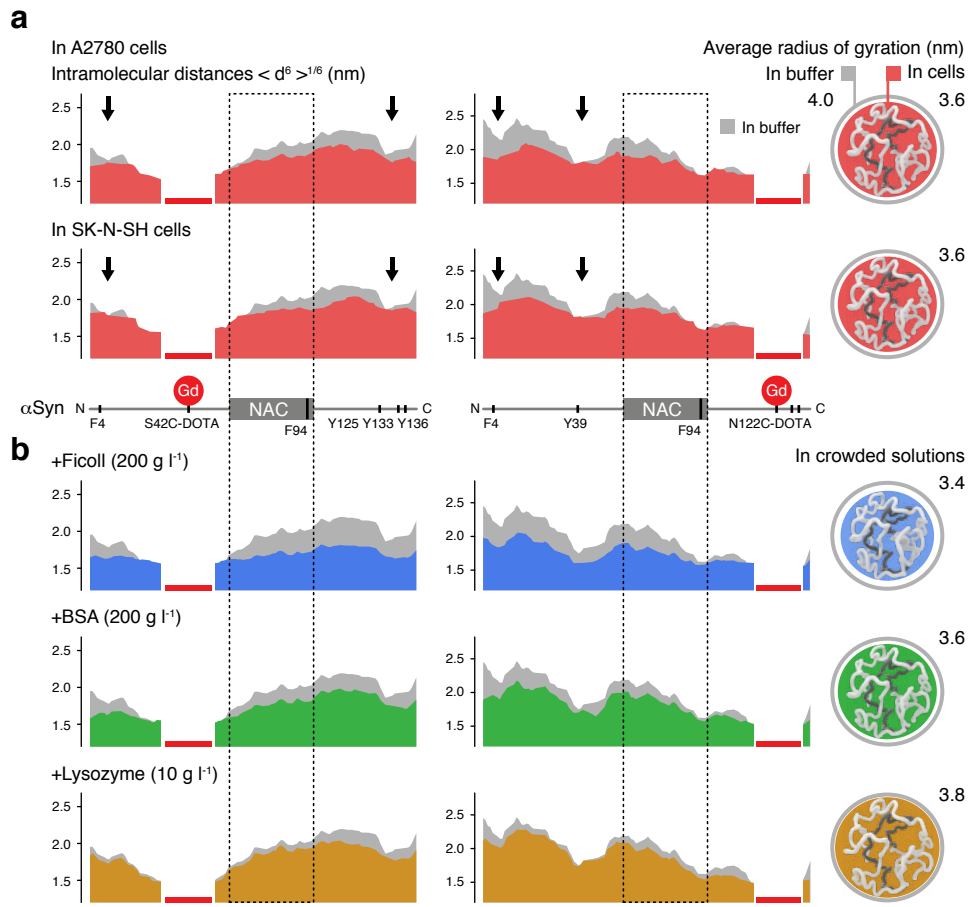 a
In A2780 cells
Intramolecular distances < d⁶ >¹ᐟ⁶ (nm)
Average radius of gyration (nm)
In buffer
In cells
4.0
3.6
In buffer
2.5
2.0
1.5
2.5
2.0
1.5
In SK-N-SH cells
3.6
2.5
2.0
1.5
2.5
2.0
1.5
αSyn
N
Gd
NAC
C
F4
S42C-DOTA
F94
Y125
Y133
Y136
N
NAC
Gd
C
F4
Y39
F94
N122C-DOTA
b
+Ficoll (200 g l⁻¹)
In crowded solutions
3.4
2.5
2.0
1.5
2.5
2.0
1.5
+BSA (200 g l⁻¹)
3.6
2.5
2.0
1.5
2.5
2.0
1.5
+Lysozyme (10 g l⁻¹)
3.8
2.5
2.0
1.5
2.5
2.0
1.5